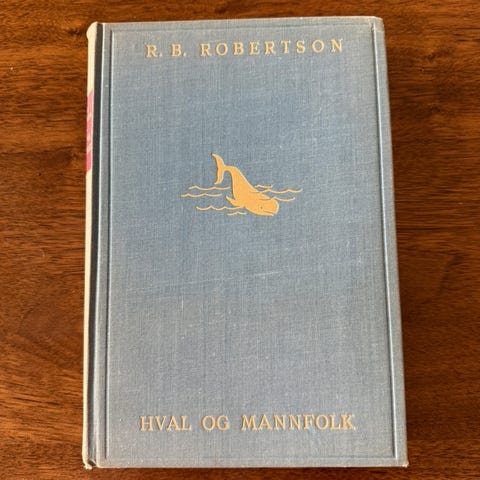 R. B. ROBERTSON
HVAL OG MANNFOLK